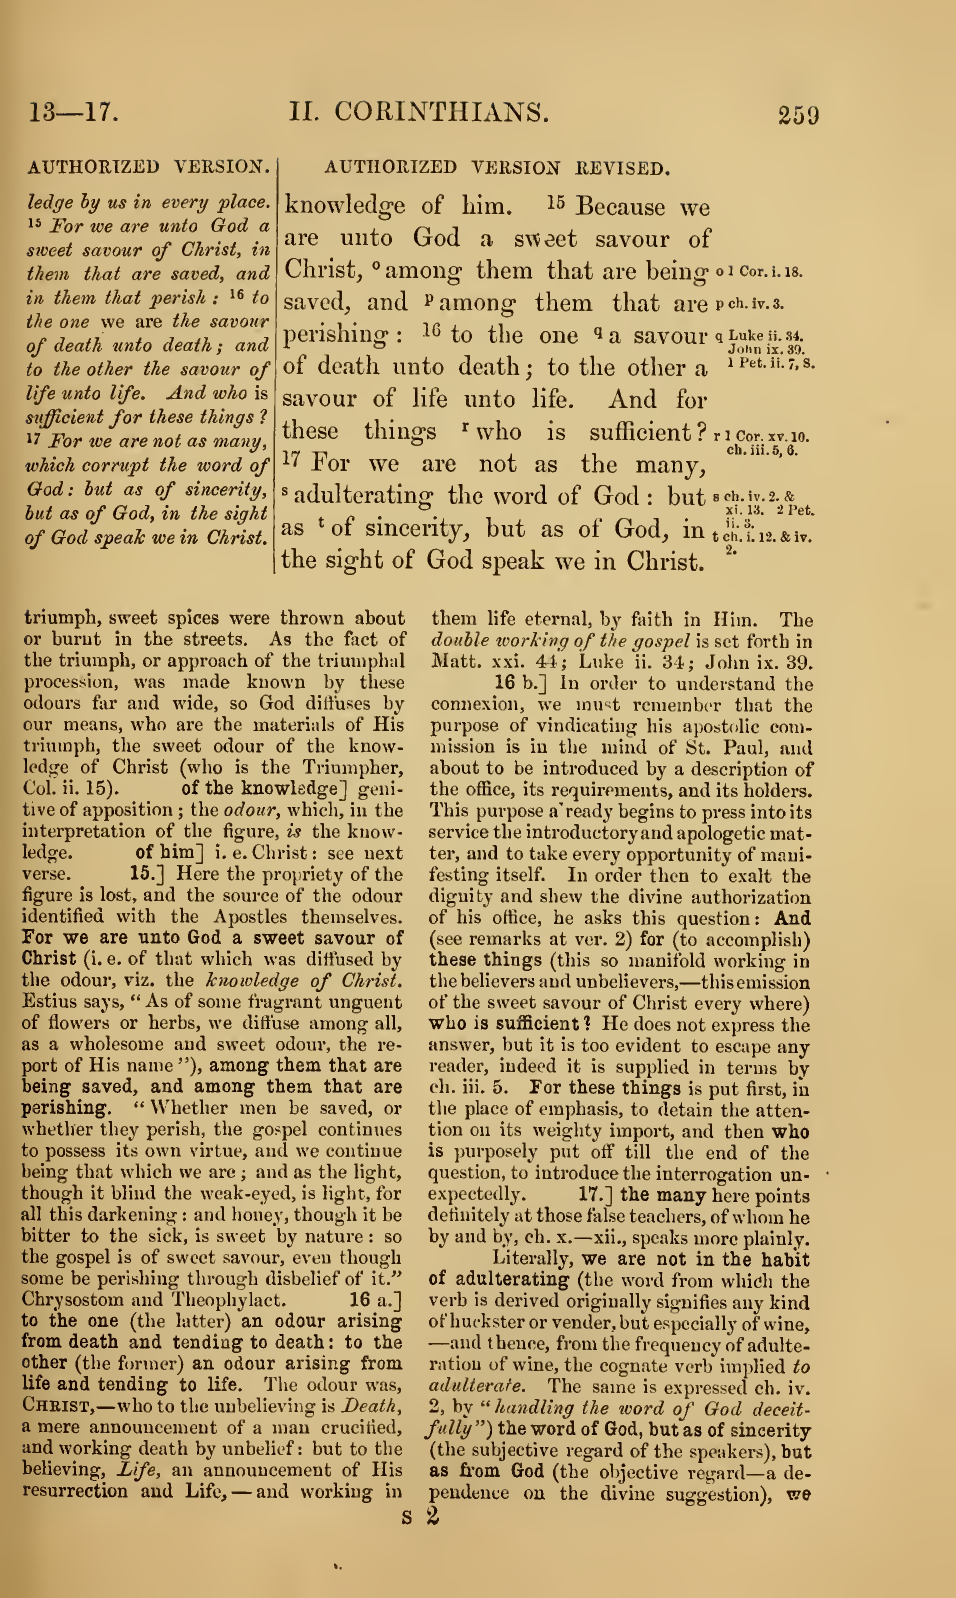 13—17.
II. CORINTHIANS.
259
AUTHORIZED VERSION.
ledge by us in every place.
15 For we are unto God a
sweet savour of Christ, in
them that are saved, and
in them that perish : 16 to
the one we are the savour
of death unto death; and
to the other the savour of
life unto life. And who is
sufficient for these things ?
17 For we are not as many,
which corrupt the word of
God: but as of sincerity,
but as of God, in the sight
of God speak we in Christ.
AUTHORIZED VERSION REVISED.
knowledge of him. 15 Because we
are unto God a sweet savour of
Christ, o among them that are being
saved, and p among them that are
perishing : 16 to the one q a savour
of death unto death; to the other a
savour of life unto life. And for
these things r who is sufficient?
17 For we are not as the many,
s adulterating the word of God : but
as t of sincerity, but as of God, in
the sight of God speak we in Christ.
o 1 Cor. i. 18.
p ch. iv. 3.
q Luke ii. 34.
John ix. 39.
1 Pet. ii. 7, 8.
r 1 Cor. xv. 10.
ch. iii. 5, 6.
s ch. iv. 2. &
xi. 13. 2 Pet.
ii. 3.
t ch. i. 12. & iv.
2.
triumph, sweet spices were thrown about
or burnt in the streets. As the fact of
the triumph, or approach of the triumphal
procession, was made known by these
odours far and wide, so God diffuses by
our means, who are the materials of His
triumph, the sweet odour of the know-
ledge of Christ (who is the Triumpher,
Col. ii. 15). of the knowledge] geni-
tive of apposition ; the odour, which, in the
interpretation of the figure, is the know-
ledge. of him] i. e. Christ : see next
verse. 15.] Here the propriety of the
figure is lost, and the source of the odour
identified with the Apostles themselves.
For we are unto God a sweet savour of
Christ (i. e. of that which was diffused by
the odour, viz. the knowledge of Christ.
Estius says, “ As of some fragrant unguent
of flowers or herbs, we diffuse among all,
as a wholesome and sweet odour, the re-
port of His name ”), among them that are
being saved, and among them that are
perishing. “ Whether men be saved, or
whether they perish, the gospel continues
to possess its own virtue, and we continue
being that which we are ; and as the light,
though it blind the weak-eyed, is light, for
all this darkening : and honey, though it be
bitter to the sick, is sweet by nature : so
the gospel is of sweet savour, even though
some be perishing through disbelief of it.”
Chrysostom and Theophylact. 16 a.]
to the one (the latter) an odour arising
from death and tending to death: to the
other (the former) an odour arising from
life and tending to life. The odour was,
CHRIST,—who to the unbelieving is Death,
a mere announcement of a man crucified,
and working death by unbelief : but to the
believing, Life, an announcement of His
resurrection and Life, — and working in
them life eternal, by faith in Him. The
double working of the gospel is set forth in
Matt. xxi. 44; Luke ii. 34; John ix. 39.
16 b.] In order to understand the
connexion, we must remember that the
purpose of vindicating his apostolic com-
mission is in the mind of St. Paul, and
about to be introduced by a description of
the office, its requirements, and its holders.
This purpose already begins to press into its
service the introductory and apologetic mat-
ter, and to take every opportunity of mani-
festing itself. In order then to exalt the
dignity and shew the divine authorization
of his office, he asks this question : And
(see remarks at ver. 2) for (to accomplish)
these things (this so manifold working in
the believers and unbelievers,—this emission
of the sweet savour of Christ every where)
who is sufficient? He does not express the
answer, but it is too evident to escape any
reader, indeed it is supplied in terms by
ch. iii. 5. For these things is put first, in
the place of emphasis, to detain the atten-
tion on its weighty import, and then who
is purposely put off till the end of the
question, to introduce the interrogation un-
expectedly. 17.] the many here points
definitely at those false teachers, of whom he
by and by, ch. x.—xii., speaks more plainly.
Literally, we are not in the habit
of adulterating (the word from which the
verb is derived originally signifies any kind
of huckster or vender, but especially of wine,
—and thence, from the frequency of adulte-
ration of wine, the cognate verb implied to
adulterate. The same is expressed ch. iv.
2, by “handling the word of God deceit-
fully”) the word of God, but as of sincerity
(the subjective regard of the speakers), but
as from God (the objective regard—a de-
pendence on the divine suggestion), we
S 2